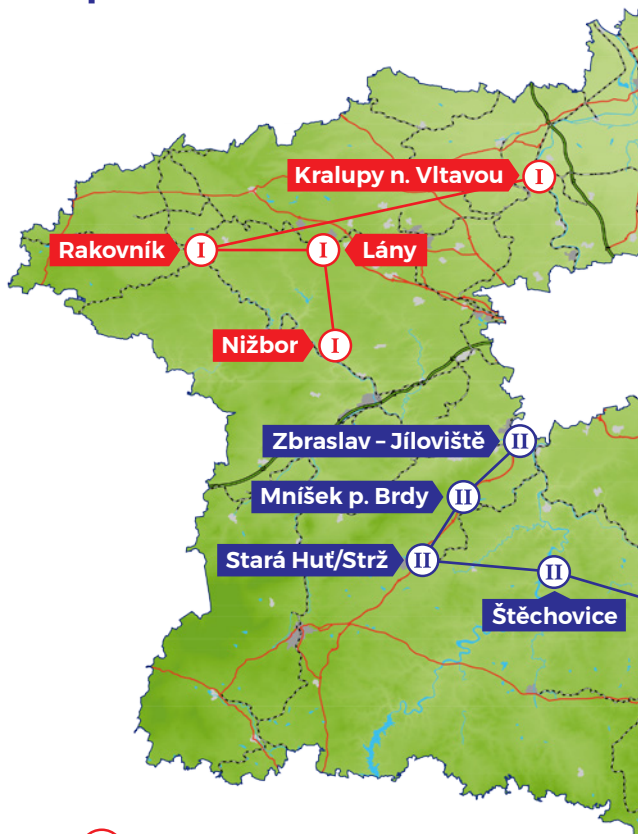 Kralupy n. Vltavou
I
Rakovník
I
I
Lány
Nižbor
I
Zbraslav – Jíloviště
II
Mníšek p. Brdy
II
Stará Huť/Strž
II
II
Štěchovice